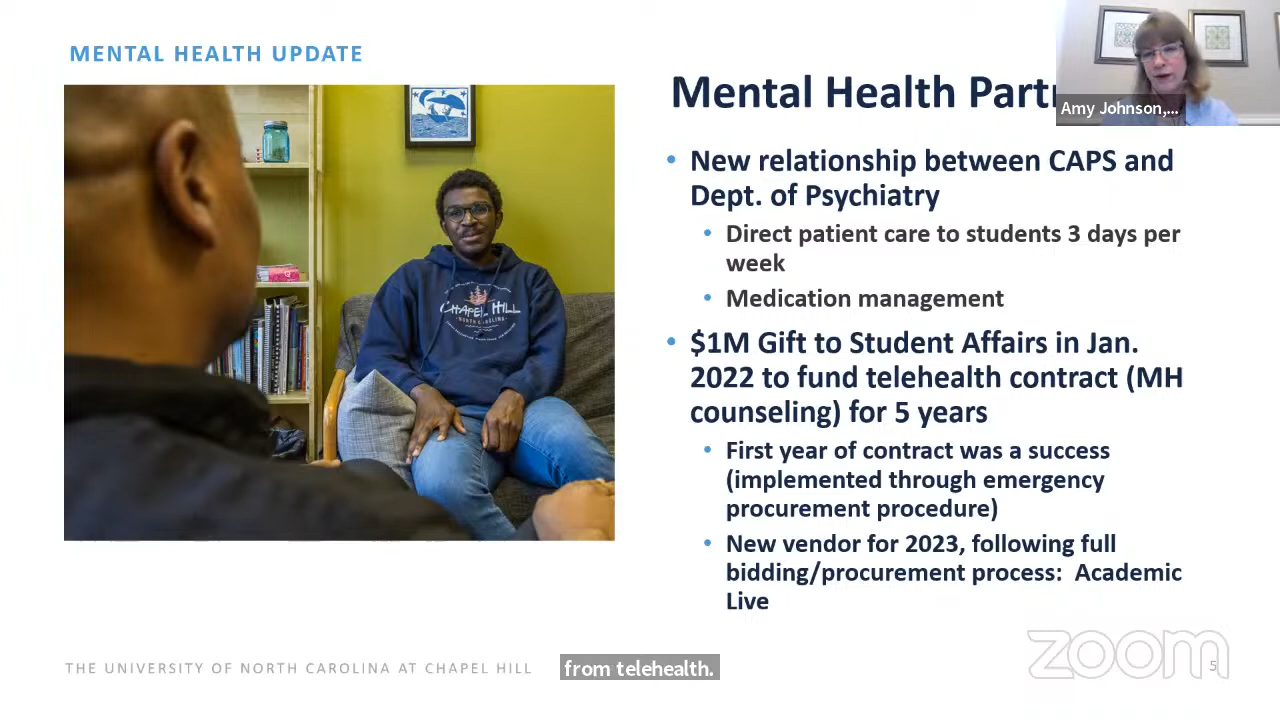 MENTAL HEALTH UPDATE
Mental Health
Amy Johnson,...
• New relationship between CAPS and
Dept. of Psychiatry
• Direct patient care to students 3 days per
week
• Medication management
• $1M Gift to Student Affairs in Jan.
2022 to fund telehealth contract (MH
counseling) for 5 years
• First year of contract was a success
(implemented through emergency
procurement procedure)
• New vendor for 2023, following full
bidding/procurement process: Academic
Live
CHAPEL HILL
NORTH CAROLINA
THE UNIVERSITY OF NORTH CAROLINA AT CHAPEL HILL
from telehealth.
zoom
5